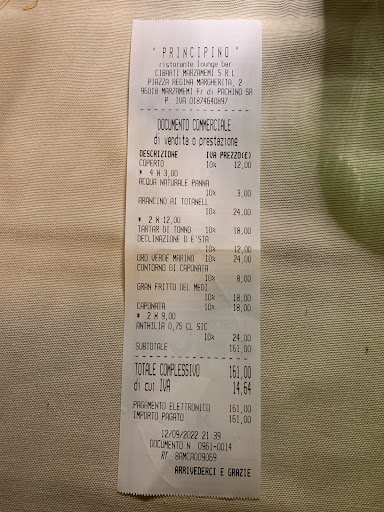 " PRINCIPINO "
ristorante lounge bar
CIBARTI MARZAMEMI S R L
PIAZZA REGINA MARGHERITA, 2
96018 MARZAMEMI Fr di PACHINO SR
P. IVA 01874640897
DOCUMENTO COMMERCIALE
di vendita o prestazione
DESCRIZIONE IVA PREZZO(€)
COPERTO 10% 12,00
* 4 X 3,00
ACQUA NATURALE PANNA
10% 3,00
ARANCINO AI TOTANELL
10% 24,00
* 2 X 12,00
TARTAR DI TONNO 10% 18,00
DECLINAZIONE D E'STA
10% 12,00
ORO VERDE MARINO 10% 24,00
CONTORNO DI CAPONATA
10% 8,00
GRAN FRITTO DEL MEDI
10% 18,00
CAPONATA 10% 18,00
* 2 X 9,00
ANTHILIA 0,75 CL SIC
10% 24,00
SUBTOTALE 161,00
TOTALE COMPLESSIVO 161,00
di cui IVA 14,64
PAGAMENTO ELETTRONICO 161,00
IMPORTO PAGATO 161,00
12/09/2022 21:39
DOCUMENTO N. 0961-0014
RT 8AMCA009069
ARRIVEDERCI E GRAZIE